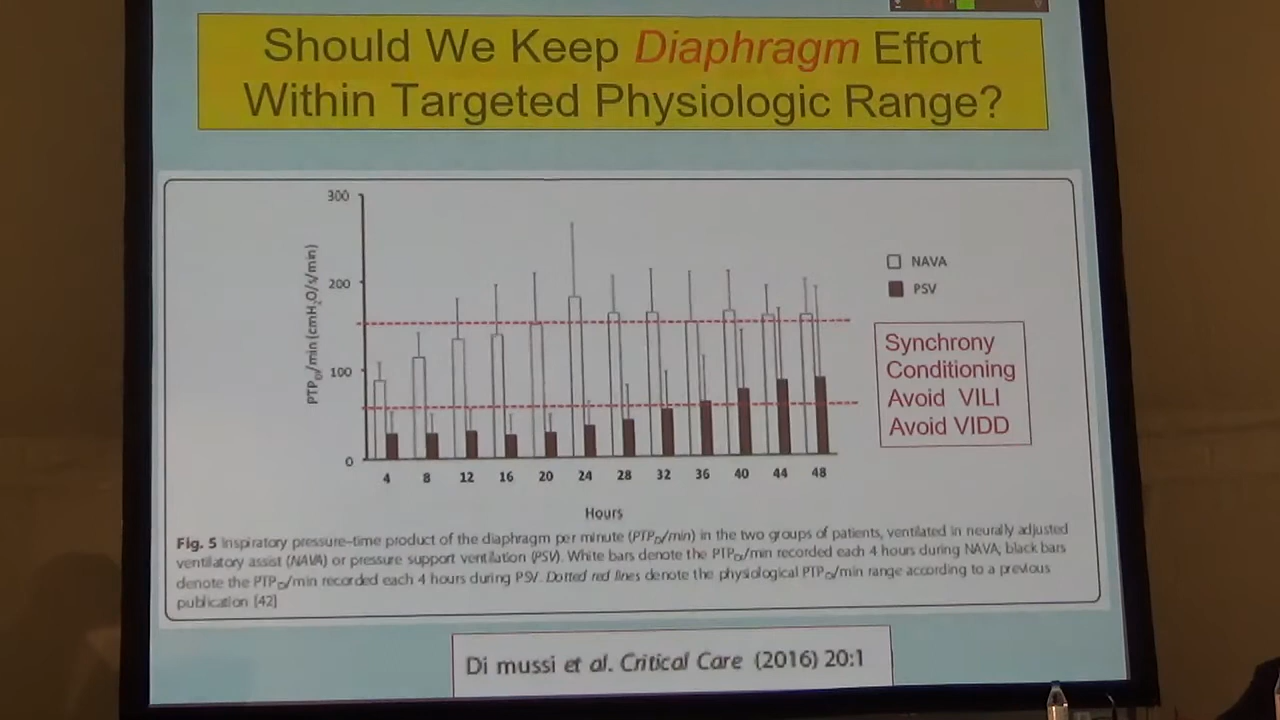 Should We Keep Diaphragm Effort
Within Targeted Physiologic Range?
300
200
100
0
PTPDI/min (cmH2O/s/min)
NAVA
PSV
Synchrony
Conditioning
Avoid VILI
Avoid VIDD
4 8 12 16 20 24 28 32 36 40 44 48
Hours
Fig. 5 Inspiratory pressure–time product of the diaphragm per minute (PTPDI/min) in the two groups of patients, ventilated in neurally adjusted
ventilatory assist (NAVA) or pressure support ventilation (PSV). White bars denote the PTPDI/min recorded each 4 hours during NAVA; black bars
denote the PTPDI/min recorded each 4 hours during PSV. Dotted red lines denote the physiological PTPDI/min range according to a previous
publication [42]
Di mussi et al. Critical Care (2016) 20:1